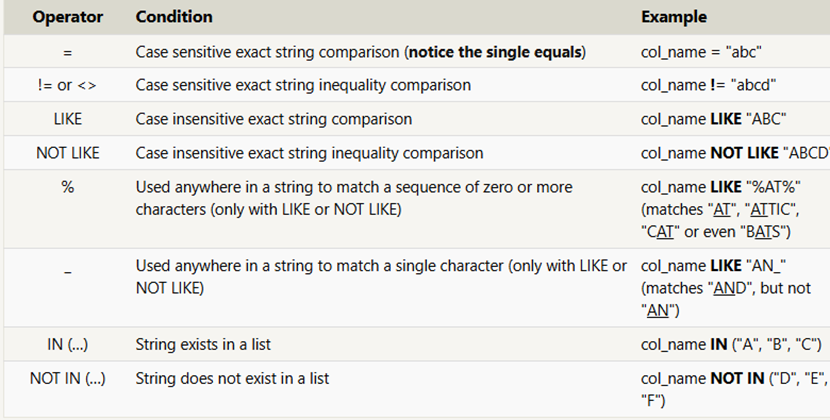 Operator Condition Example
= Case sensitive exact string comparison (notice the single equals) col_name = "abc"
!= or <> Case sensitive exact string inequality comparison col_name != "abcd"
LIKE Case insensitive exact string comparison col_name LIKE "ABC"
NOT LIKE Case insensitive exact string inequality comparison col_name NOT LIKE "ABCD"
% Used anywhere in a string to match a sequence of zero or more col_name LIKE "%AT%"
characters (only with LIKE or NOT LIKE) (matches "AT", "ATTIC",
"CAT" or even "BATS")
_ Used anywhere in a string to match a single character (only with LIKE or col_name LIKE "AN_"
NOT LIKE) (matches "AND", but not
"AN")
IN (...) String exists in a list col_name IN ("A", "B", "C")
NOT IN (...) String does not exist in a list col_name NOT IN ("D", "E",
"F")